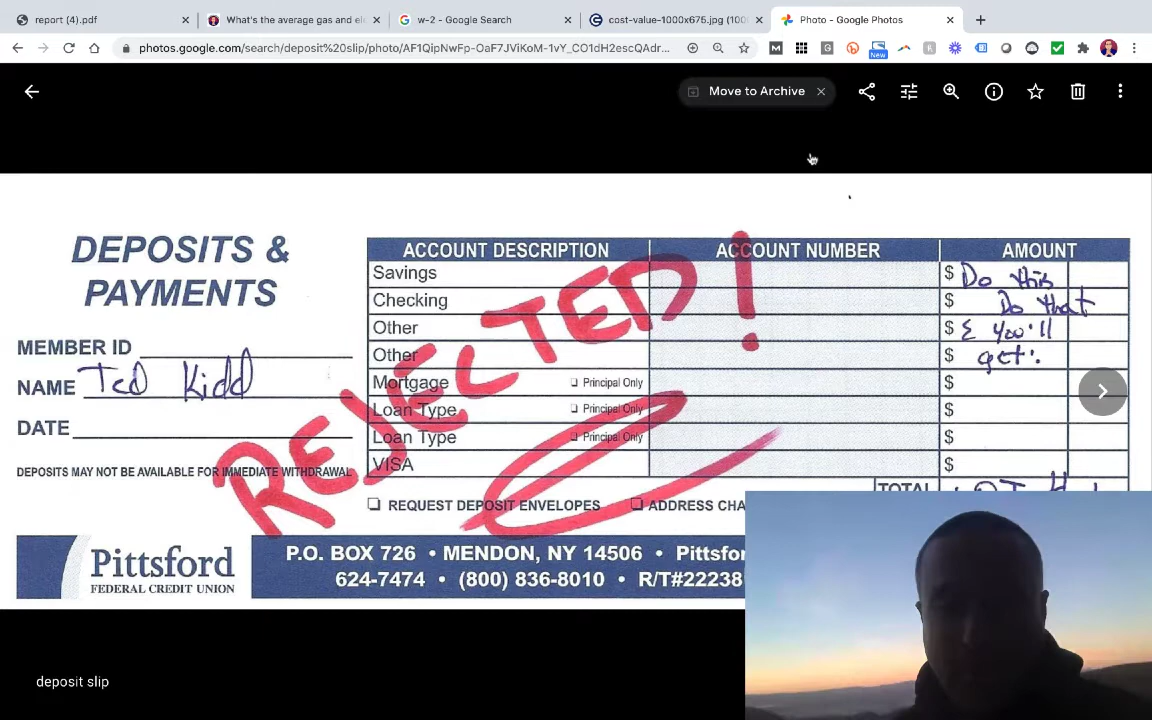 report (4).pdf
What's the average gas and el
w-2 - Google Search
cost-value-1000x675.jpg (100
Photo - Google Photos
photos.google.com/search/deposit%20slip/photo/AF1QipNwFp-OaF7JViKoM-1vY_CO1dH2escQAdr...
New
Move to Archive
DEPOSITS &
PAYMENTS
MEMBER ID
NAME Ted Kidd
DATE
DEPOSITS MAY NOT BE AVAILABLE FOR IMMEDIATE WITHDRAWAL
ACCOUNT DESCRIPTION ACCOUNT NUMBER AMOUNT
Savings $ Do this
Checking $ Do that
Other $ & you'll
Other $ get:
Mortgage Principal Only $
Loan Type Principal Only $
Loan Type Principal Only $
VISA $
TOTAL
REJECTED!
REQUEST DEPOSIT ENVELOPES ADDRESS CHA
Pittsford
FEDERAL CREDIT UNION
P.O. BOX 726 • MENDON, NY 14506 • Pittsfor
624-7474 • (800) 836-8010 • R/T#22238
deposit slip